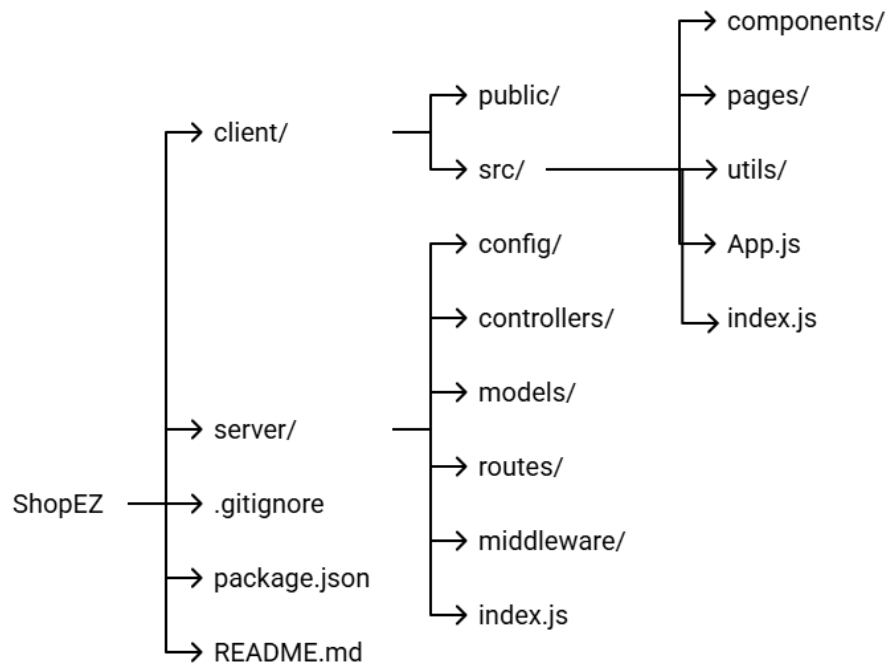 ShopEZ
client/
public/
src/
components/
pages/
utils/
App.js
index.js
server/
config/
controllers/
models/
routes/
middleware/
index.js
.gitignore
package.json
README.md